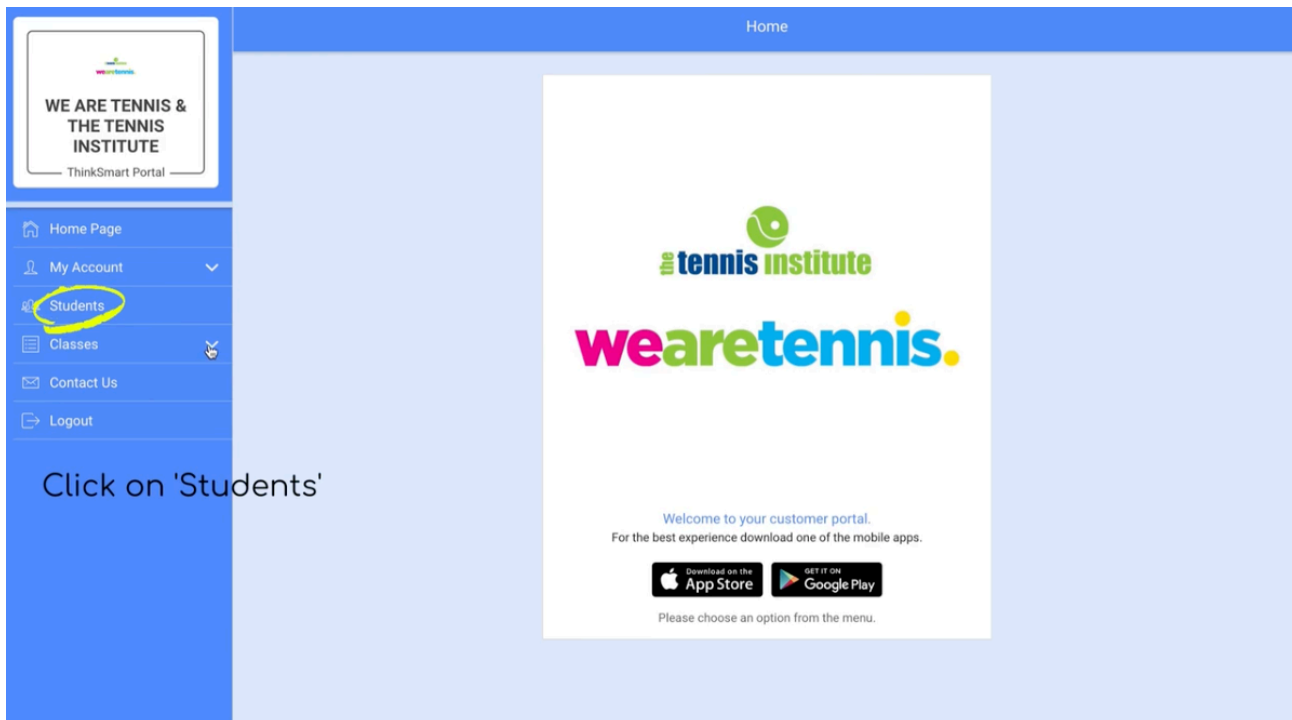 Home
wearetennis.
WE ARE TENNIS &
THE TENNIS
INSTITUTE
ThinkSmart Portal
Home Page
My Account
Students
Classes
Contact Us
Logout
Click on 'Students'
the tennis institute
wearetennis.
Welcome to your customer portal.
For the best experience download one of the mobile apps.
Download on the
App Store
GET IT ON
Google Play
Please choose an option from the menu.